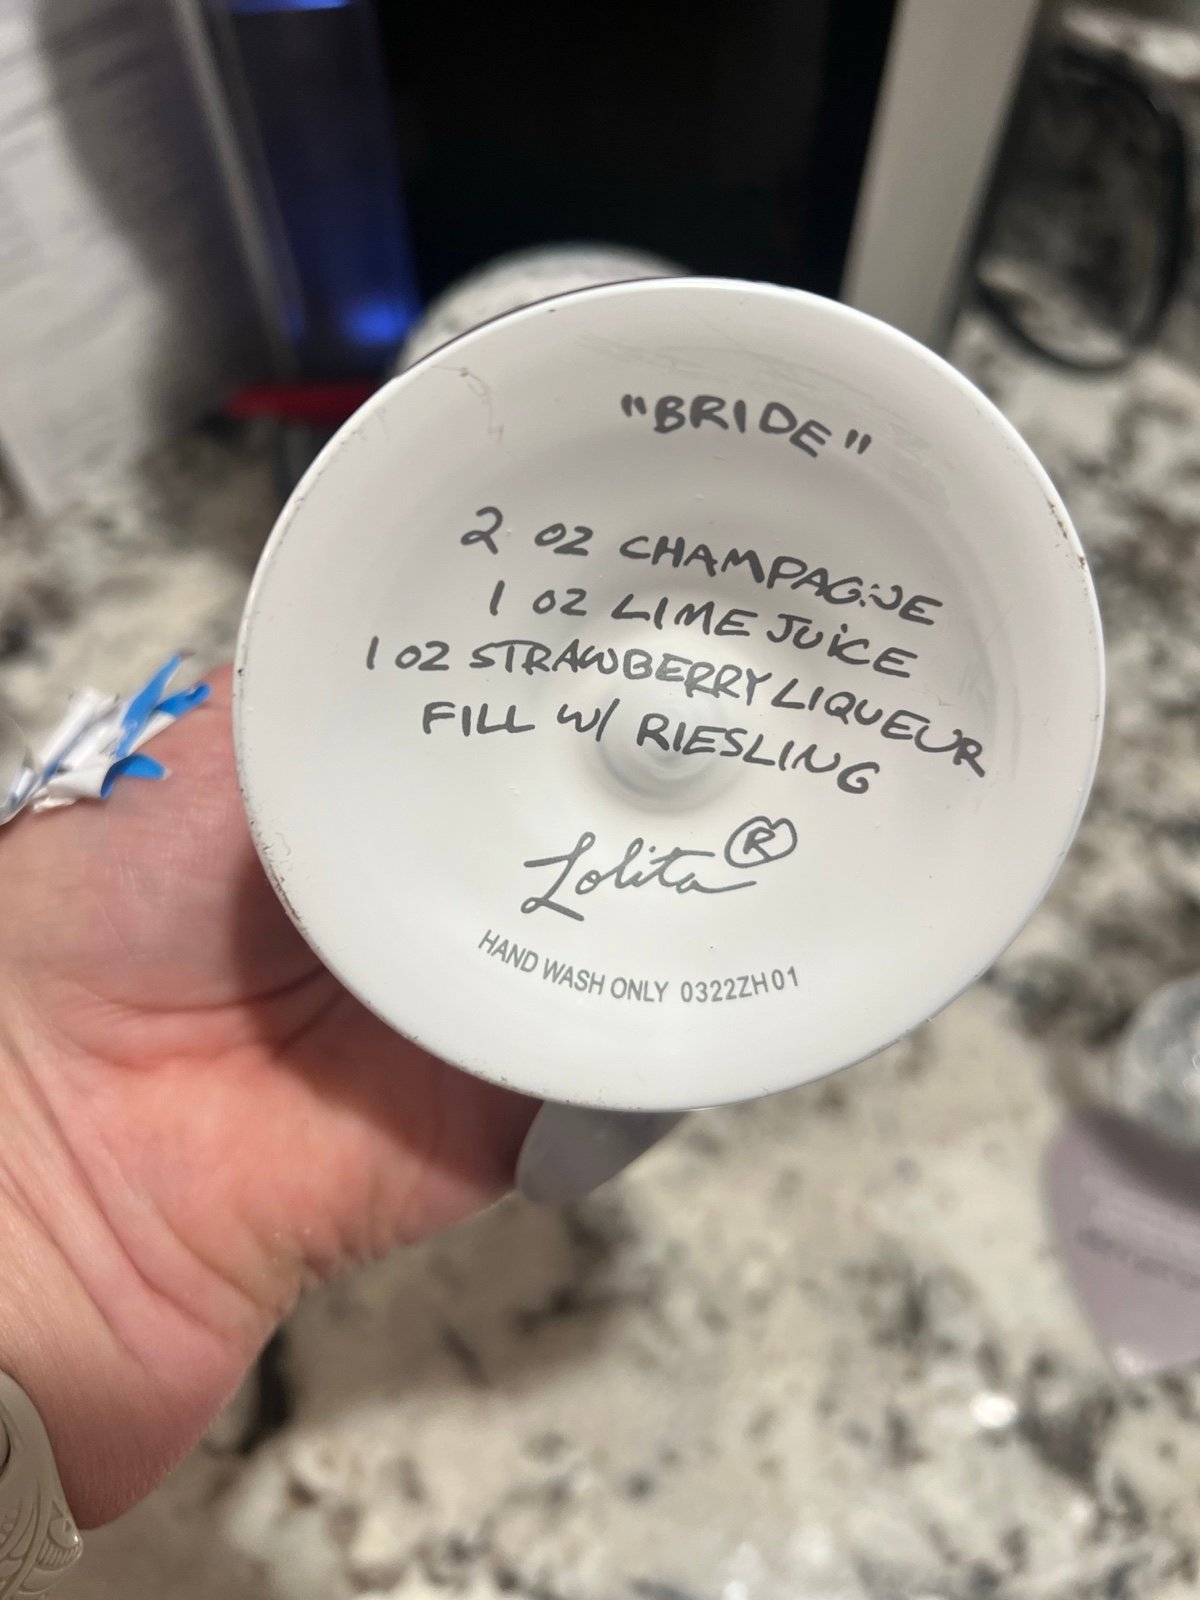 "BRIDE"
2 OZ CHAMPAGNE
1 OZ LIME JUICE
1 OZ STRAWBERRY LIQUEUR
FILL W/ RIESLING
Lolita®
HAND WASH ONLY 0322ZH01